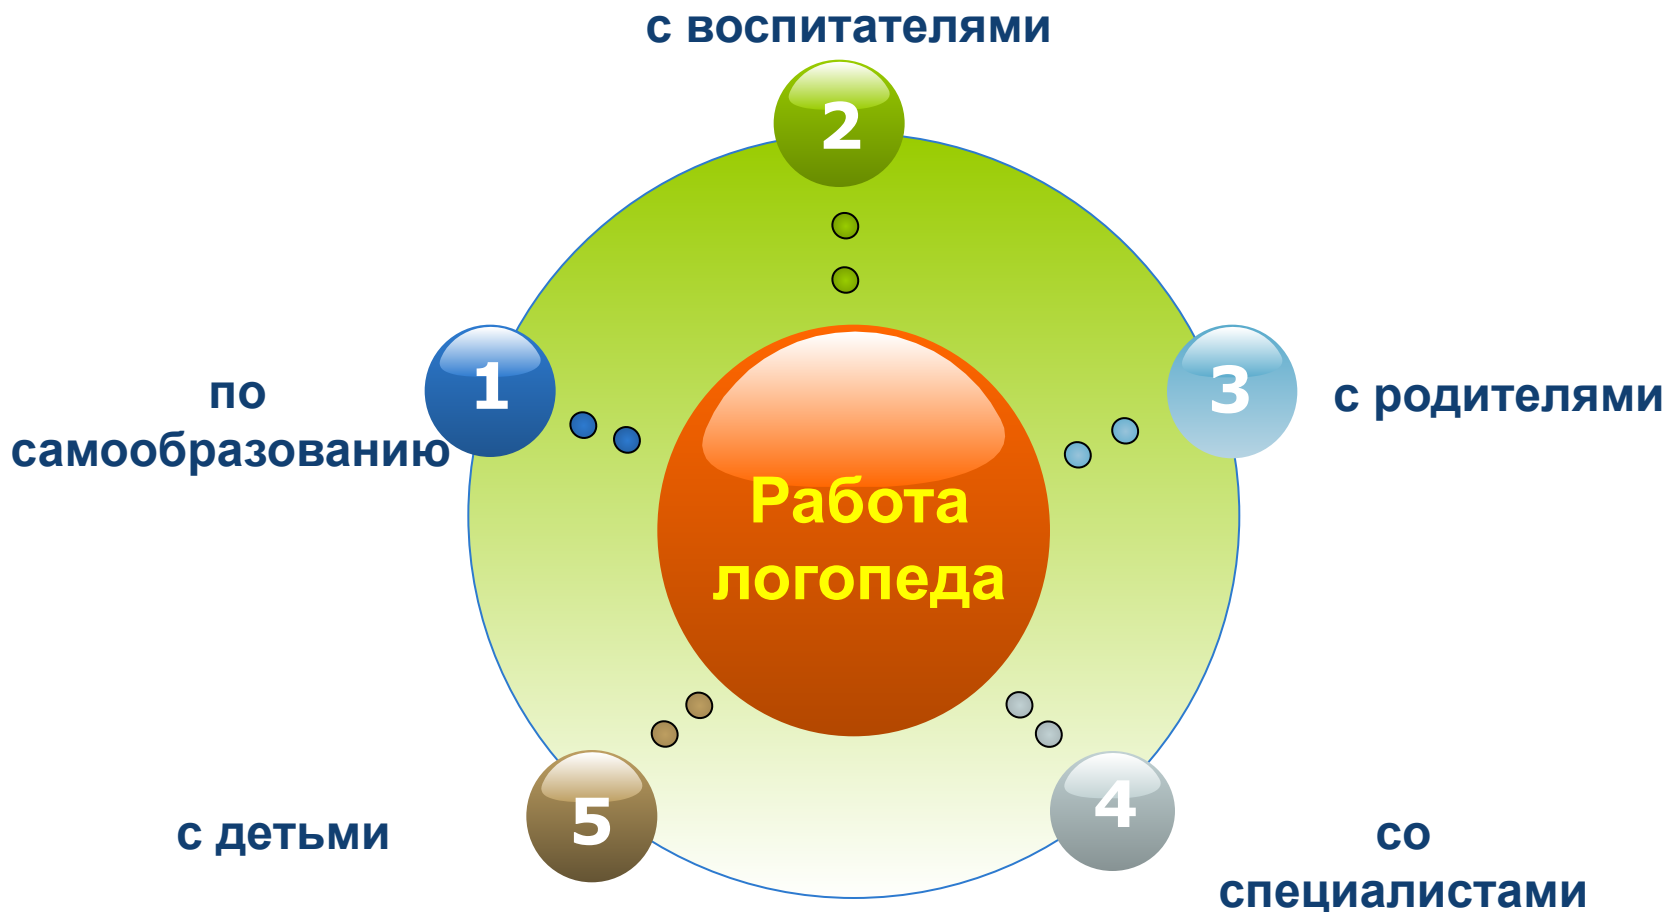 с воспитателями
2
1
по
самообразованию
3
с родителями
Работа
логопеда
5
с детьми
4
со
специалистами